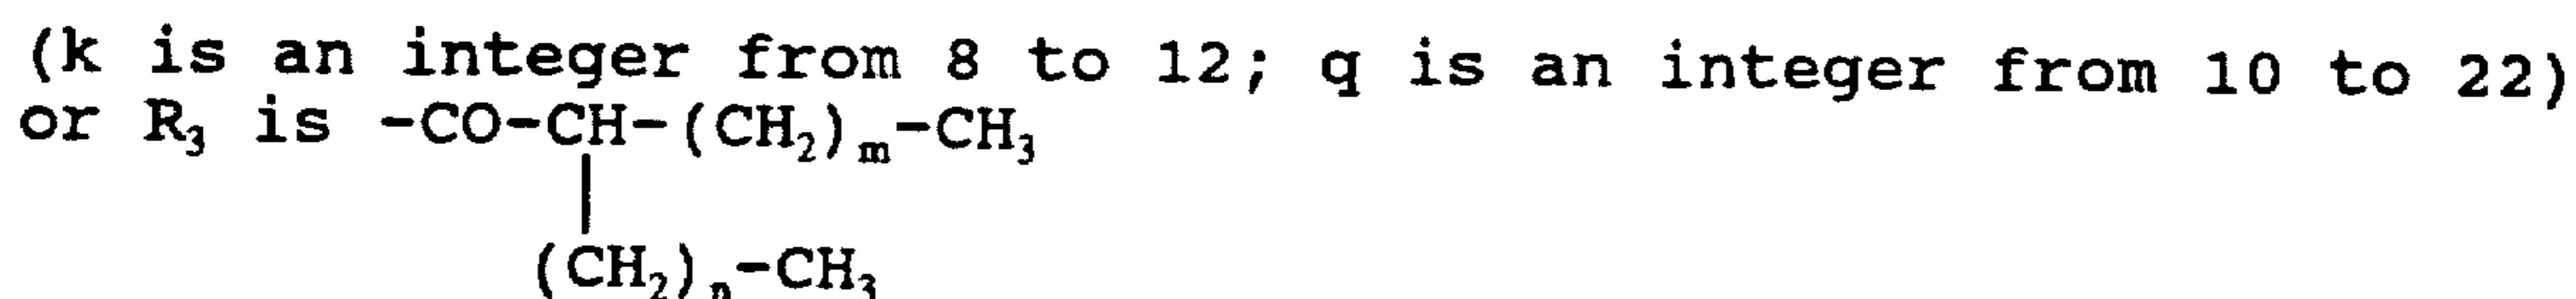 (k is an integer from 8 to 12; q is an integer from 10 to 22)
or R₃ is -CO-CH-(CH₂)ₘ-CH₃
(CH₂)ₙ-CH₃